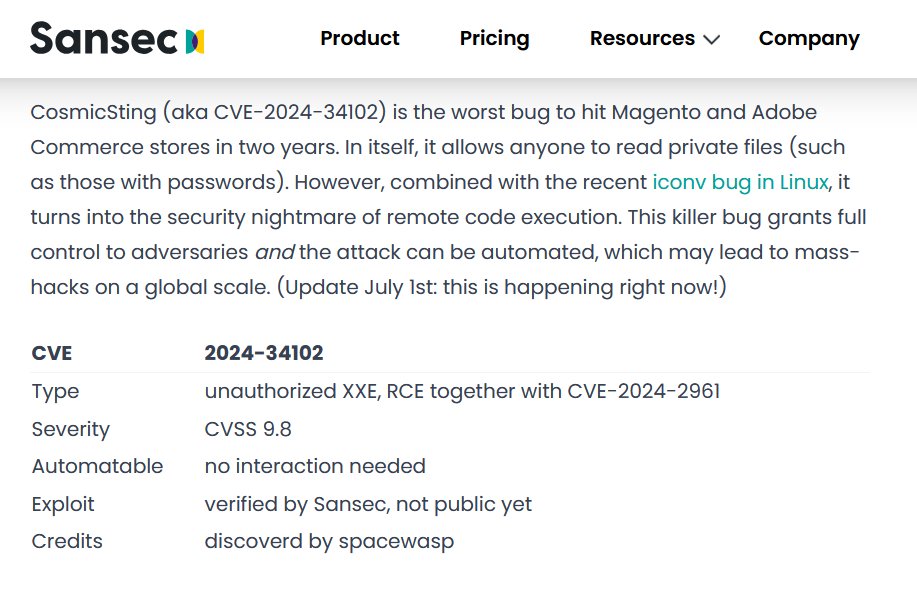 Sansec
Product Pricing Resources Company
CosmicSting (aka CVE-2024-34102) is the worst bug to hit Magento and Adobe
Commerce stores in two years. In itself, it allows anyone to read private files (such
as those with passwords). However, combined with the recent iconv bug in Linux, it
turns into the security nightmare of remote code execution. This killer bug grants full
control to adversaries and the attack can be automated, which may lead to mass-
hacks on a global scale. (Update July 1st: this is happening right now!)
CVE 2024-34102
Type unauthorized XXE, RCE together with CVE-2024-2961
Severity CVSS 9.8
Automatable no interaction needed
Exploit verified by Sansec, not public yet
Credits discoverd by spacewasp